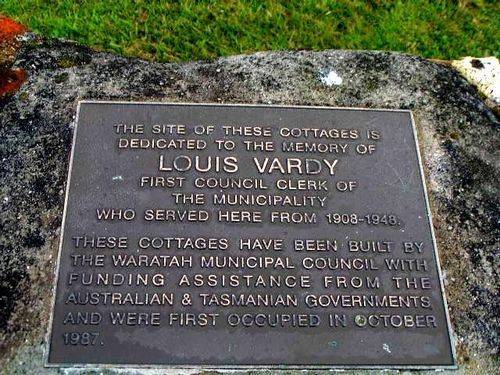 THE SITE OF THESE COTTAGES IS
DEDICATED TO THE MEMORY OF
LOUIS VARDY
FIRST COUNCIL CLERK OF
THE MUNICIPALITY
WHO SERVED HERE FROM 1908-1946.
THESE COTTAGES HAVE BEEN BUILT BY
THE WARATAH MUNICIPAL COUNCIL WITH
FUNDING ASSISTANCE FROM THE
AUSTRALIAN & TASMANIAN GOVERNMENTS
AND WERE FIRST OCCUPIED IN OCTOBER
1987.